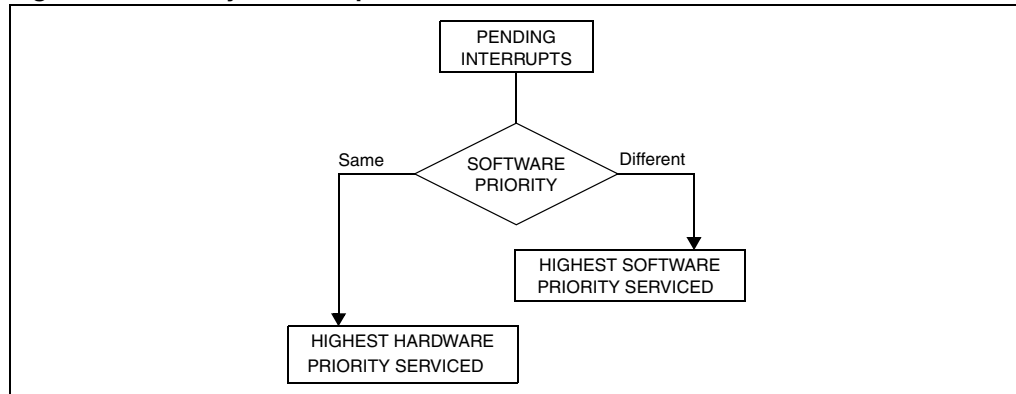 PENDING
INTERRUPTS
Same
SOFTWARE
PRIORITY
Different
HIGHEST SOFTWARE
PRIORITY SERVICED
HIGHEST HARDWARE
PRIORITY SERVICED